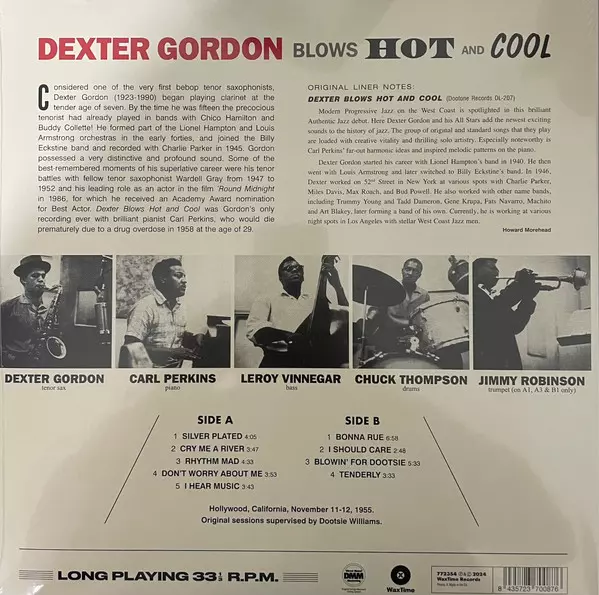 DEXTER GORDON BLOWS HOT AND COOL
Considered one of the very first bebop tenor saxophonists,
Dexter Gordon (1923-1990) began playing clarinet at the
tender age of seven. By the time he was fifteen the precocious
tenorist had already played in bands with Chico Hamilton and
Buddy Collette! He formed part of the Lionel Hampton and Louis
Armstrong orchestras in the early forties, and joined the Billy
Eckstine band and recorded with Charlie Parker in 1945. Gordon
possessed a very distinctive and profound sound. Some of the
best-remembered moments of his superlative career were his tenor
battles with fellow tenor saxophonist Wardell Gray from 1947 to
1952 and his leading role as an actor in the film 'Round Midnight
in 1986, for which he received an Academy Award nomination
for Best Actor. Dexter Blows Hot and Cool was Gordon's only
recording ever with brilliant pianist Carl Perkins, who would die
prematurely due to a drug overdose in 1958 at the age of 29.
ORIGINAL LINER NOTES:
DEXTER BLOWS HOT AND COOL (Dootone Records DL-207)
Modern Progressive Jazz on the West Coast is spotlighted in this brilliant
Authentic Jazz debut. Here Dexter Gordon and his All Stars add the newest exciting
sounds to the history of jazz. The group of original and standard songs that they play
are loaded with creative vitality and thrilling solo artistry. Especially noteworthy is
Carl Perkins' far-out harmonic ideas and inspired melodic patterns on the piano.
Dexter Gordon started his career with Lionel Hampton's band in 1940. He then
went with Louis Armstrong and later switched to Billy Eckstine's band. In 1946,
Dexter worked on 52nd Street in New York at various spots with Charlie Parker,
Miles Davis, Max Roach, and Bud Powell. He also worked with other name bands,
including Trummy Young and Tadd Dameron, Gene Krupa, Fats Navarro, Machito
and Art Blakey, later forming a band of his own. Currently, he is working at various
night spots in Los Angeles with stellar West Coast Jazz men.
Howard Morehead
DEXTER GORDON
tenor sax
CARL PERKINS
piano
LEROY VINNEGAR
bass
CHUCK THOMPSON
drums
JIMMY ROBINSON
trumpet (on A1, A3 & B1 only)
SIDE A
1 SILVER PLATED 4:05
2 CRY ME A RIVER 3:47
3 RHYTHM MAD 4:33
4 DON'T WORRY ABOUT ME 3:53
5 I HEAR MUSIC 3:43
SIDE B
1 BONNA RUE 6:58
2 I SHOULD CARE 2:48
3 BLOWIN' FOR DOOTSIE 5:33
4 TENDERLY 3:33
Hollywood, California, November 11-12, 1955.
Original sessions supervised by Dootsie Williams.
LONG PLAYING 33 1/3 R.P.M.
DMM
WaxTime
772354 ℗ © 2024
WaxTime Records
8 435723 700876